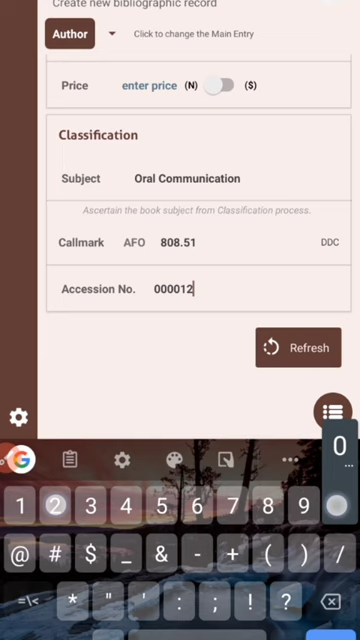 Create new bibliographic record
Author Click to change the Main Entry
Price enter price (N) ($)
Classification
Subject Oral Communication
Ascertain the book subject from Classification process.
Callmark AFO 808.51 DDC
Accession No. 000012
Refresh
0
...
1 2 3 4 5 6 7 8 9
@ # $ _ & - + ( ) /
=\< * " ' : ; ! ?